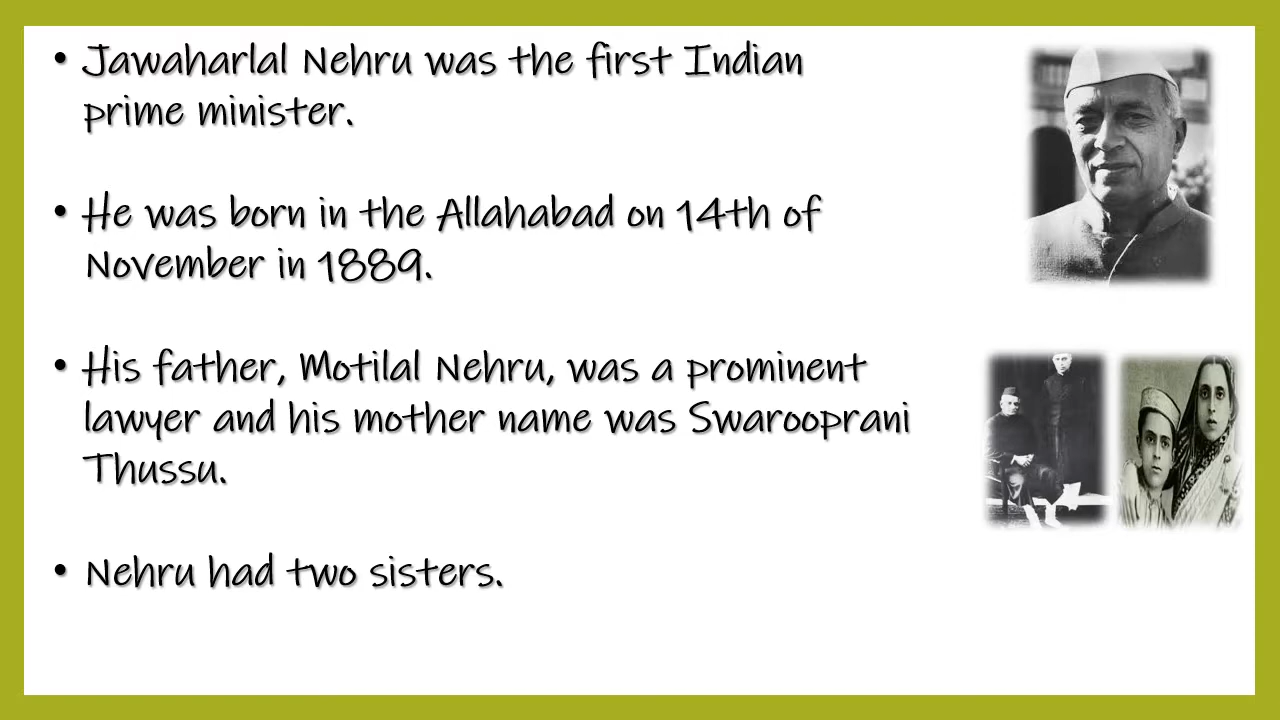 • Jawaharlal Nehru was the first Indian
prime minister.
• He was born in the Allahabad on 14th of
November in 1889.
• His father, Motilal Nehru, was a prominent
lawyer and his mother name was Swarooprani
Thussu.
• Nehru had two sisters.